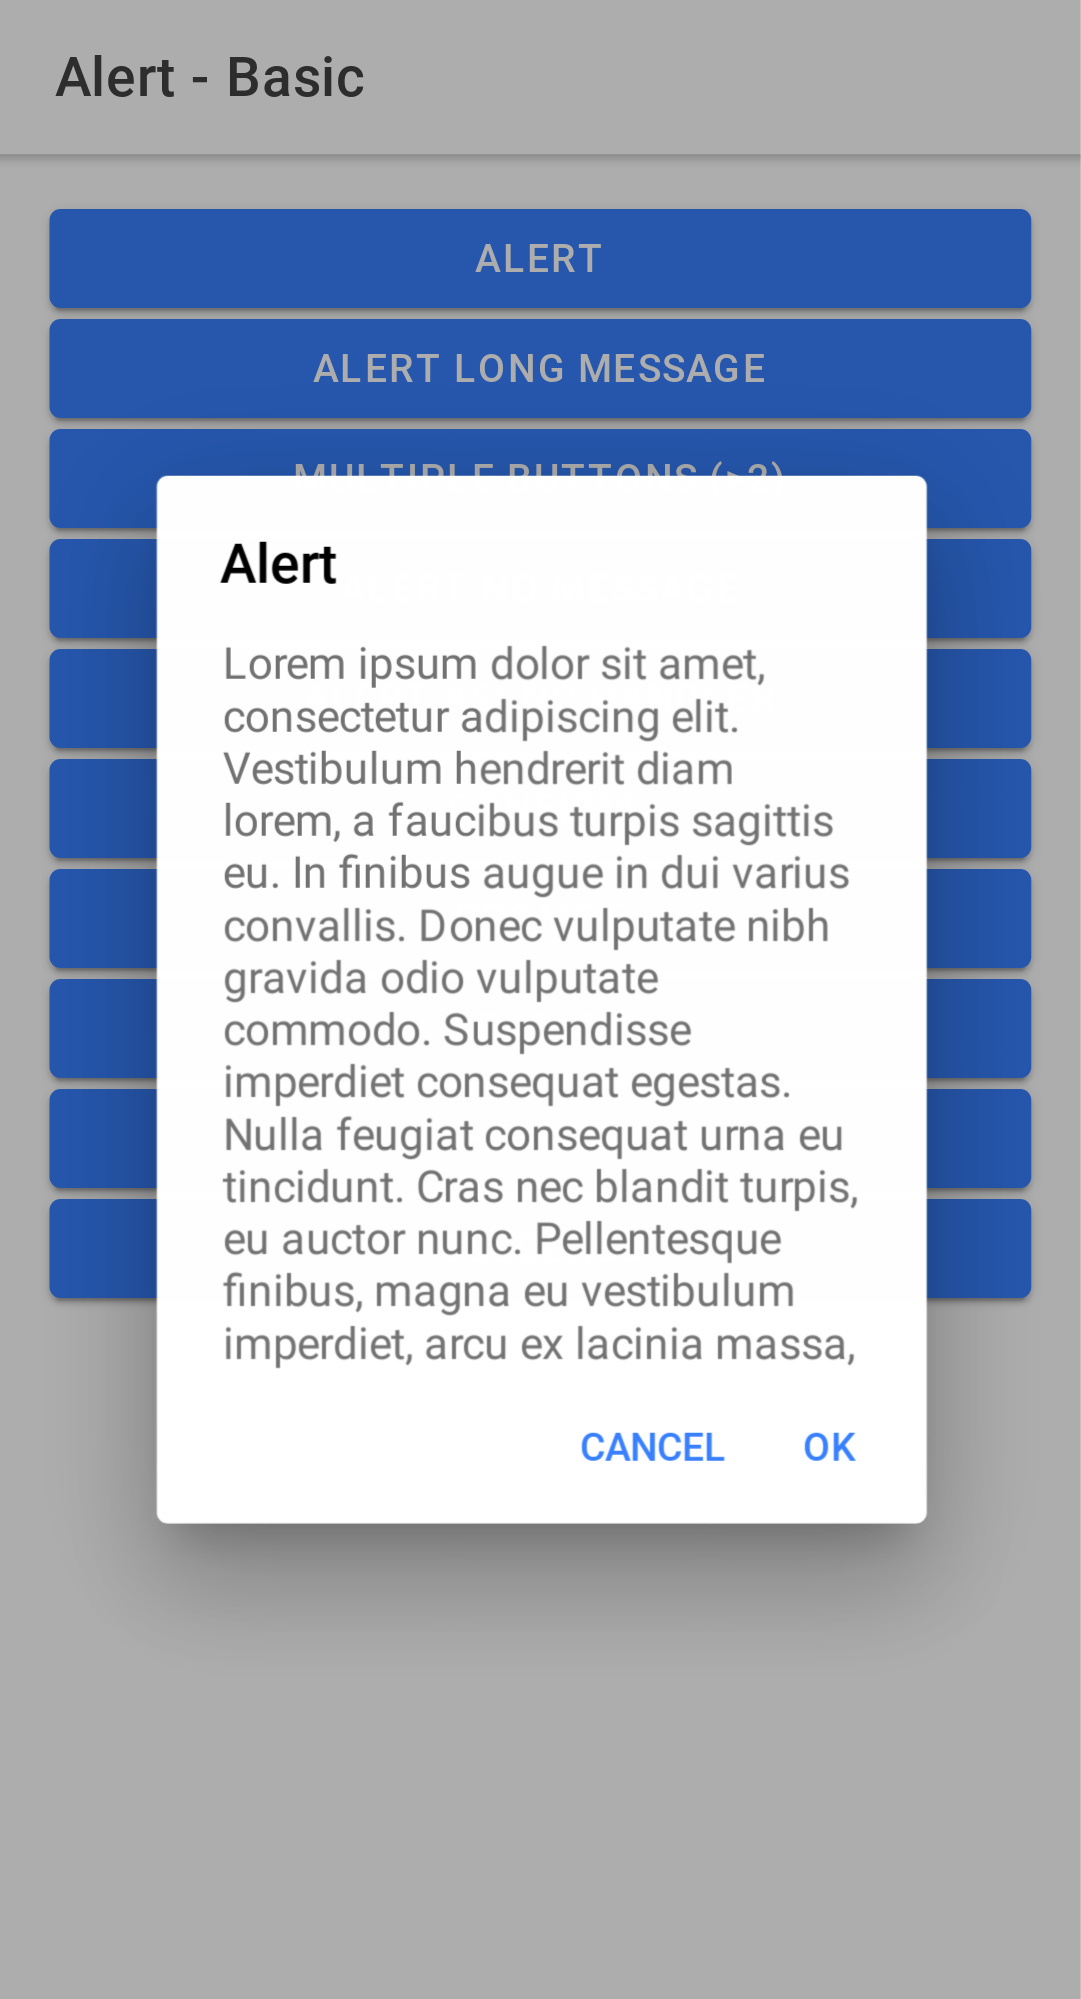 Alert - Basic
ALERT
ALERT LONG MESSAGE
MULTIPLE BUTTONS (>2)
Alert
Lorem ipsum dolor sit amet,
consectetur adipiscing elit.
Vestibulum hendrerit diam
lorem, a faucibus turpis sagittis
eu. In finibus augue in dui varius
convallis. Donec vulputate nibh
gravida odio vulputate
commodo. Suspendisse
imperdiet consequat egestas.
Nulla feugiat consequat urna eu
tincidunt. Cras nec blandit turpis,
eu auctor nunc. Pellentesque
finibus, magna eu vestibulum
imperdiet, arcu ex lacinia massa,
CANCEL OK